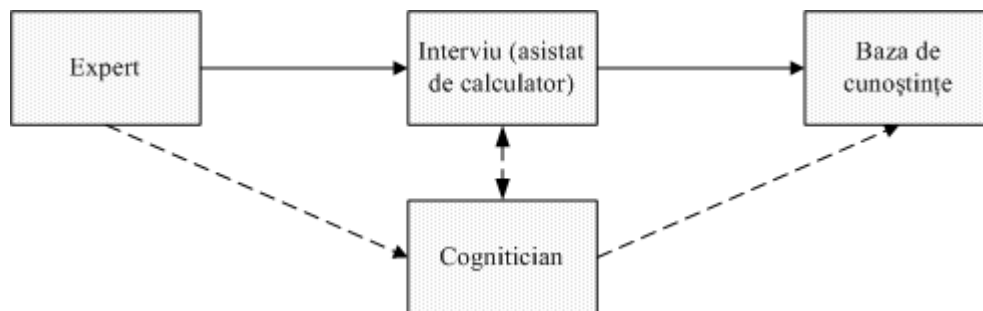 Expert
Interviu (asistat
de calculator)
Baza de
cunoştinţe
Cognitician